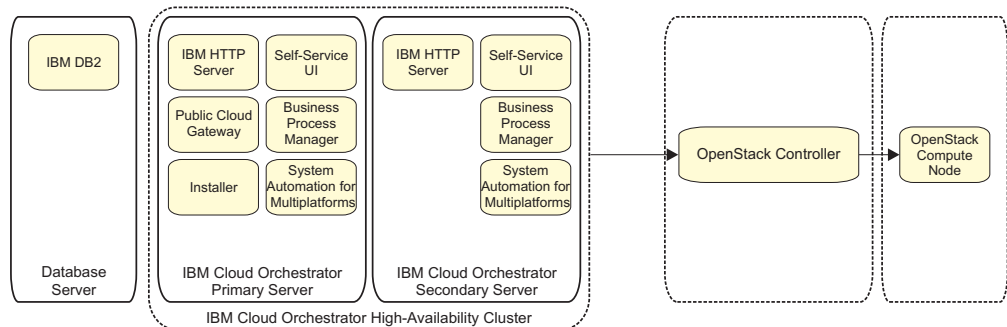 IBM DB2
Database
Server
IBM HTTP
Server
Self-Service
UI
Public Cloud
Gateway
Business
Process
Manager
Installer
System
Automation for
Multiplatforms
IBM Cloud Orchestrator
Primary Server
IBM HTTP
Server
Self-Service
UI
Business
Process
Manager
System
Automation for
Multiplatforms
IBM Cloud Orchestrator
Secondary Server
IBM Cloud Orchestrator High-Availability Cluster
OpenStack Controller
OpenStack
Compute
Node